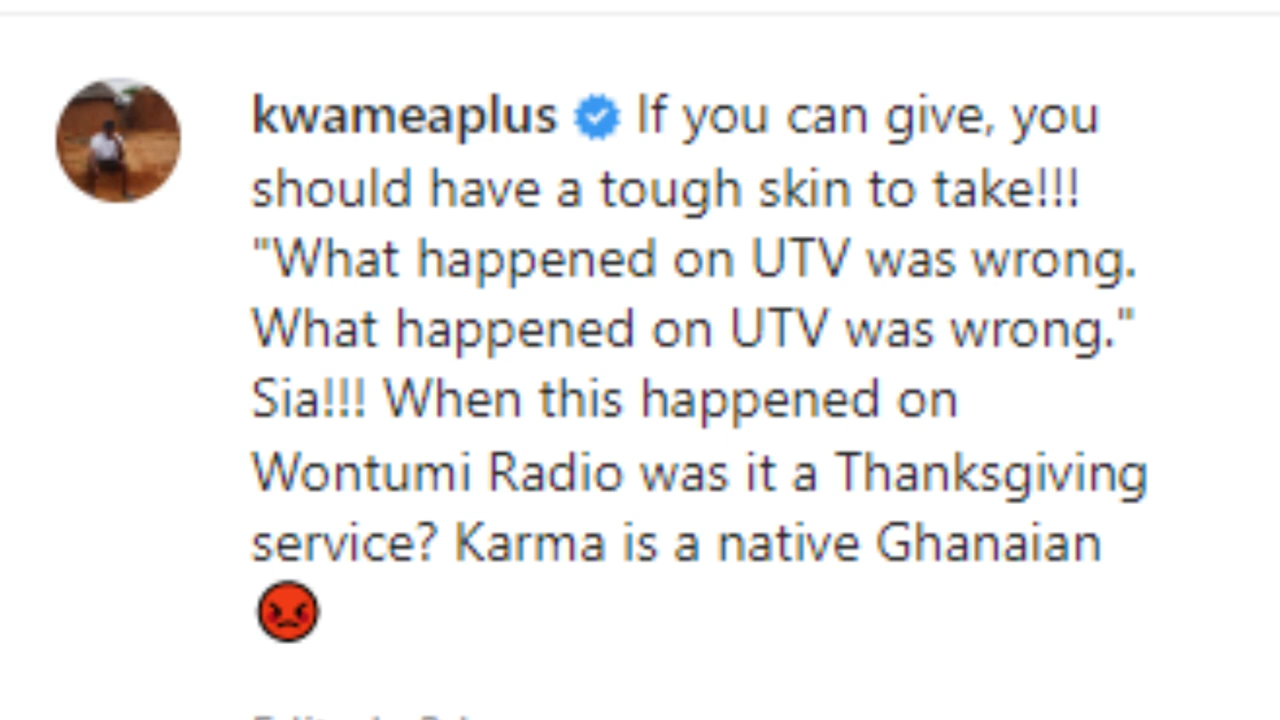 kwameaplus If you can give, you
should have a tough skin to take!!!
"What happened on UTV was wrong.
What happened on UTV was wrong."
Sia!!! When this happened on
Wontumi Radio was it a Thanksgiving
service? Karma is a native Ghanaian
😡